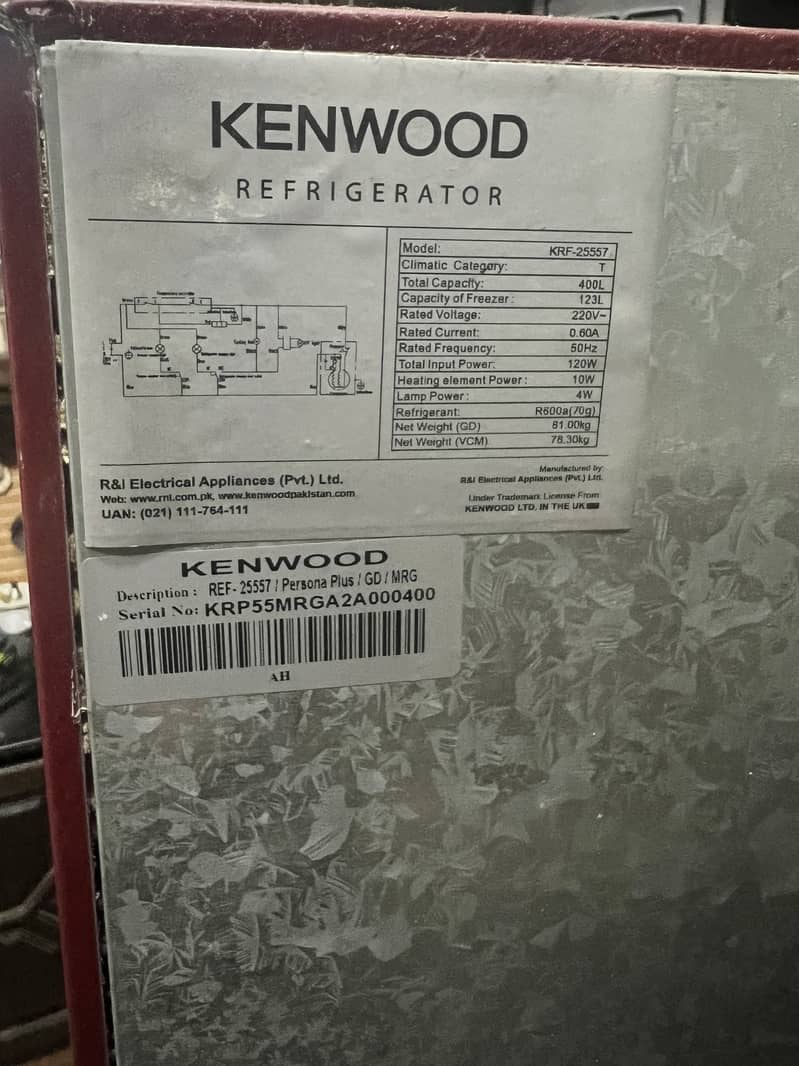 KENWOOD
REFRIGERATOR
Model: KRF-25557
Climatic Category: T
Total Capacity: 400L
Capacity of Freezer: 123L
Rated Voltage: 220V~
Rated Current: 0.60A
Rated Frequency: 50Hz
Total Input Power: 120W
Heating element Power: 10W
Lamp Power: 4W
Refrigerant: R600a(70g)
Net Weight (GD) 81.00kg
Net Weight (VCM) 78.30kg
R&I Electrical Appliances (Pvt.) Ltd.
Web: www.rni.com.pk, www.kenwoodpakistan.com
UAN: (021) 111-764-111
Manufactured by
R&I Electrical Appliances (Pvt.) Ltd.
Under Trademark License From
KENWOOD LTD. IN THE UK
KENWOOD
Description : REF- 25557 / Persona Plus / GD / MRG
Serial No: KRP55MRGA2A000400
AH